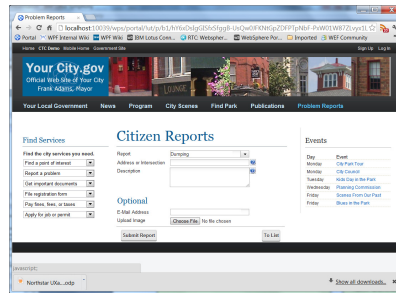 Problem Reports
localhost:10039/wps/portal/!ut/p/b1/
Portal WPF Internal Wiki WEF Wiki IBM Lotus Conn... RTC: Webspher... WebSphere Por... Imported WEF Community
Home CTC Demo Mobile Home Government Site Sign Up Log In
Your City.gov
Official Web Site of Your City
Frank Adams, Mayor
LOUNGE
Your Local Government News Program City Scenes Find Park Publications Problem Reports
Find Services
Find the city services you need.
Find a point of interest
Report a problem
Get important documents
File registration form
Pay fines, fees, or taxes
Apply for job or permit
Citizen Reports
Report Dumping
Address or Intersection
Description
Optional
E-Mail Address
Upload Image Choose File No file chosen
Submit Report To List
Events
Day Event
Monday City Park Tour
Monday City Council
Tuesday Kids Day in the Park
Wednesday Planning Commission
Friday Scenes From Our Past
Friday Blues in the Park
javascript:;
Northstar UXa....odp
Show all downloads...